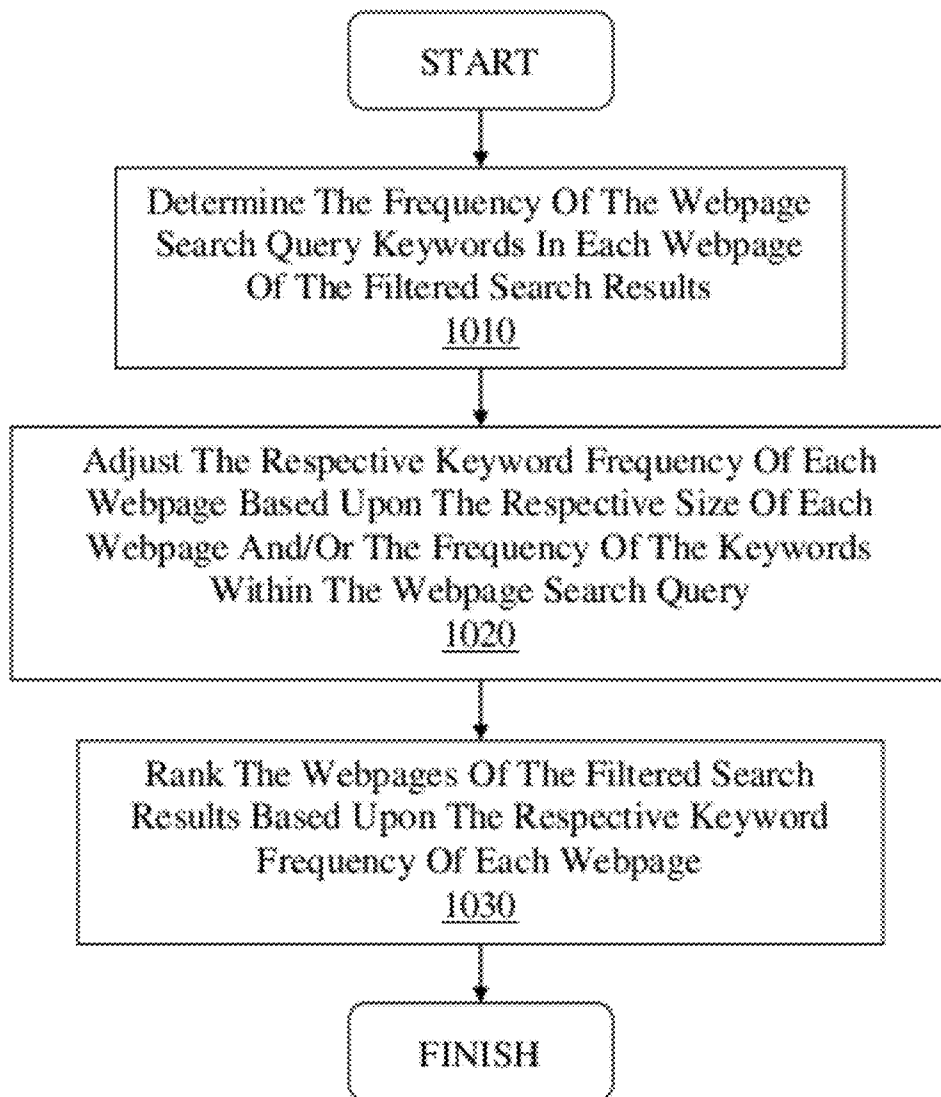 START
Determine The Frequency Of The Webpage
Search Query Keywords In Each Webpage
Of The Filtered Search Results
1010
Adjust The Respective Keyword Frequency Of Each
Webpage Based Upon The Respective Size Of Each
Webpage And/Or The Frequency Of The Keywords
Within The Webpage Search Query
1020
Rank The Webpages Of The Filtered Search
Results Based Upon The Respective Keyword
Frequency Of Each Webpage
1030
FINISH